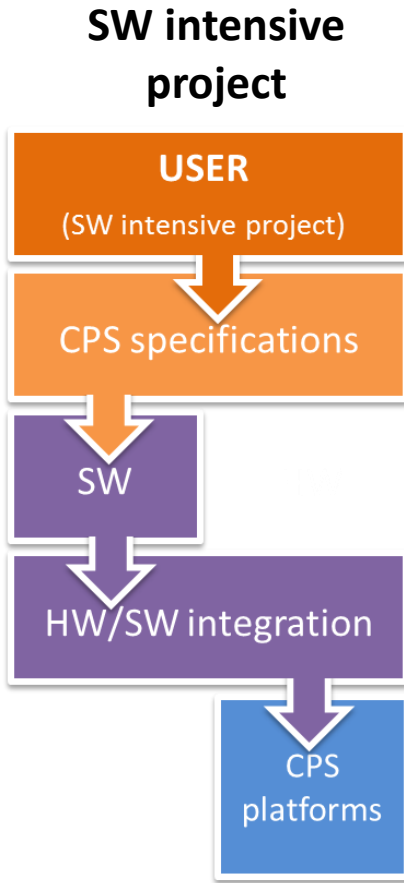 SW intensive
project
USER
(SW intensive project)
CPS specifications
SW
HW/SW integration
CPS
platforms